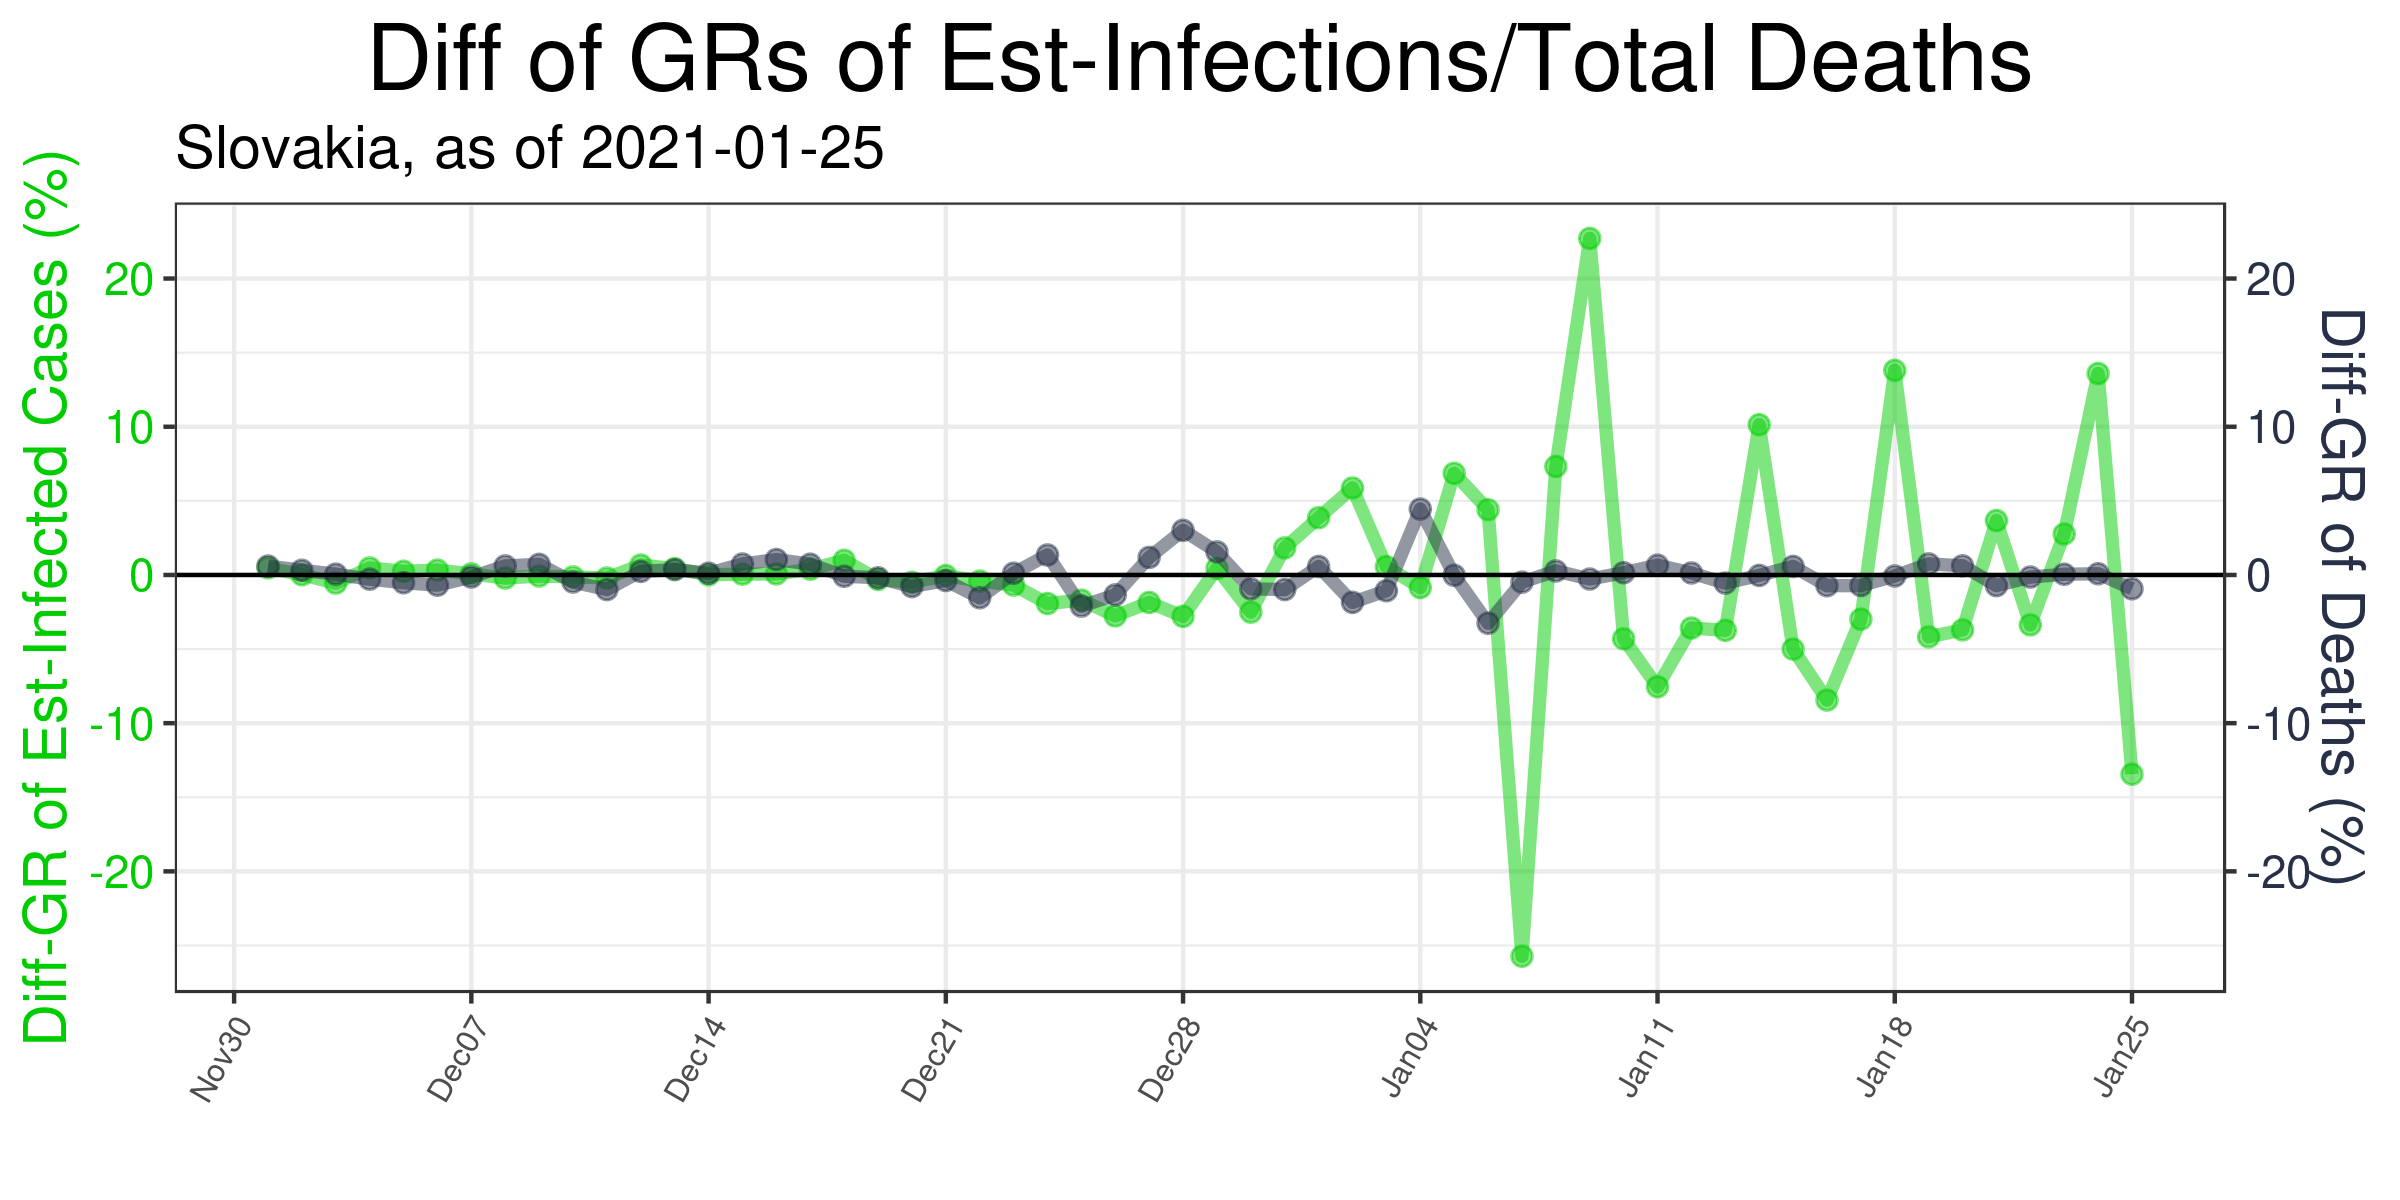 Diff of GRs of Est-Infections/Total Deaths
Slovakia, as of 2021-01-25
Diff-GR of Est-Infected Cases (%)
20
10
0
-10
-20
20
10
0
-10
-20
Diff-GR of Deaths (%)
Nov30
Dec07
Dec14
Dec21
Dec28
Jan04
Jan11
Jan18
Jan25